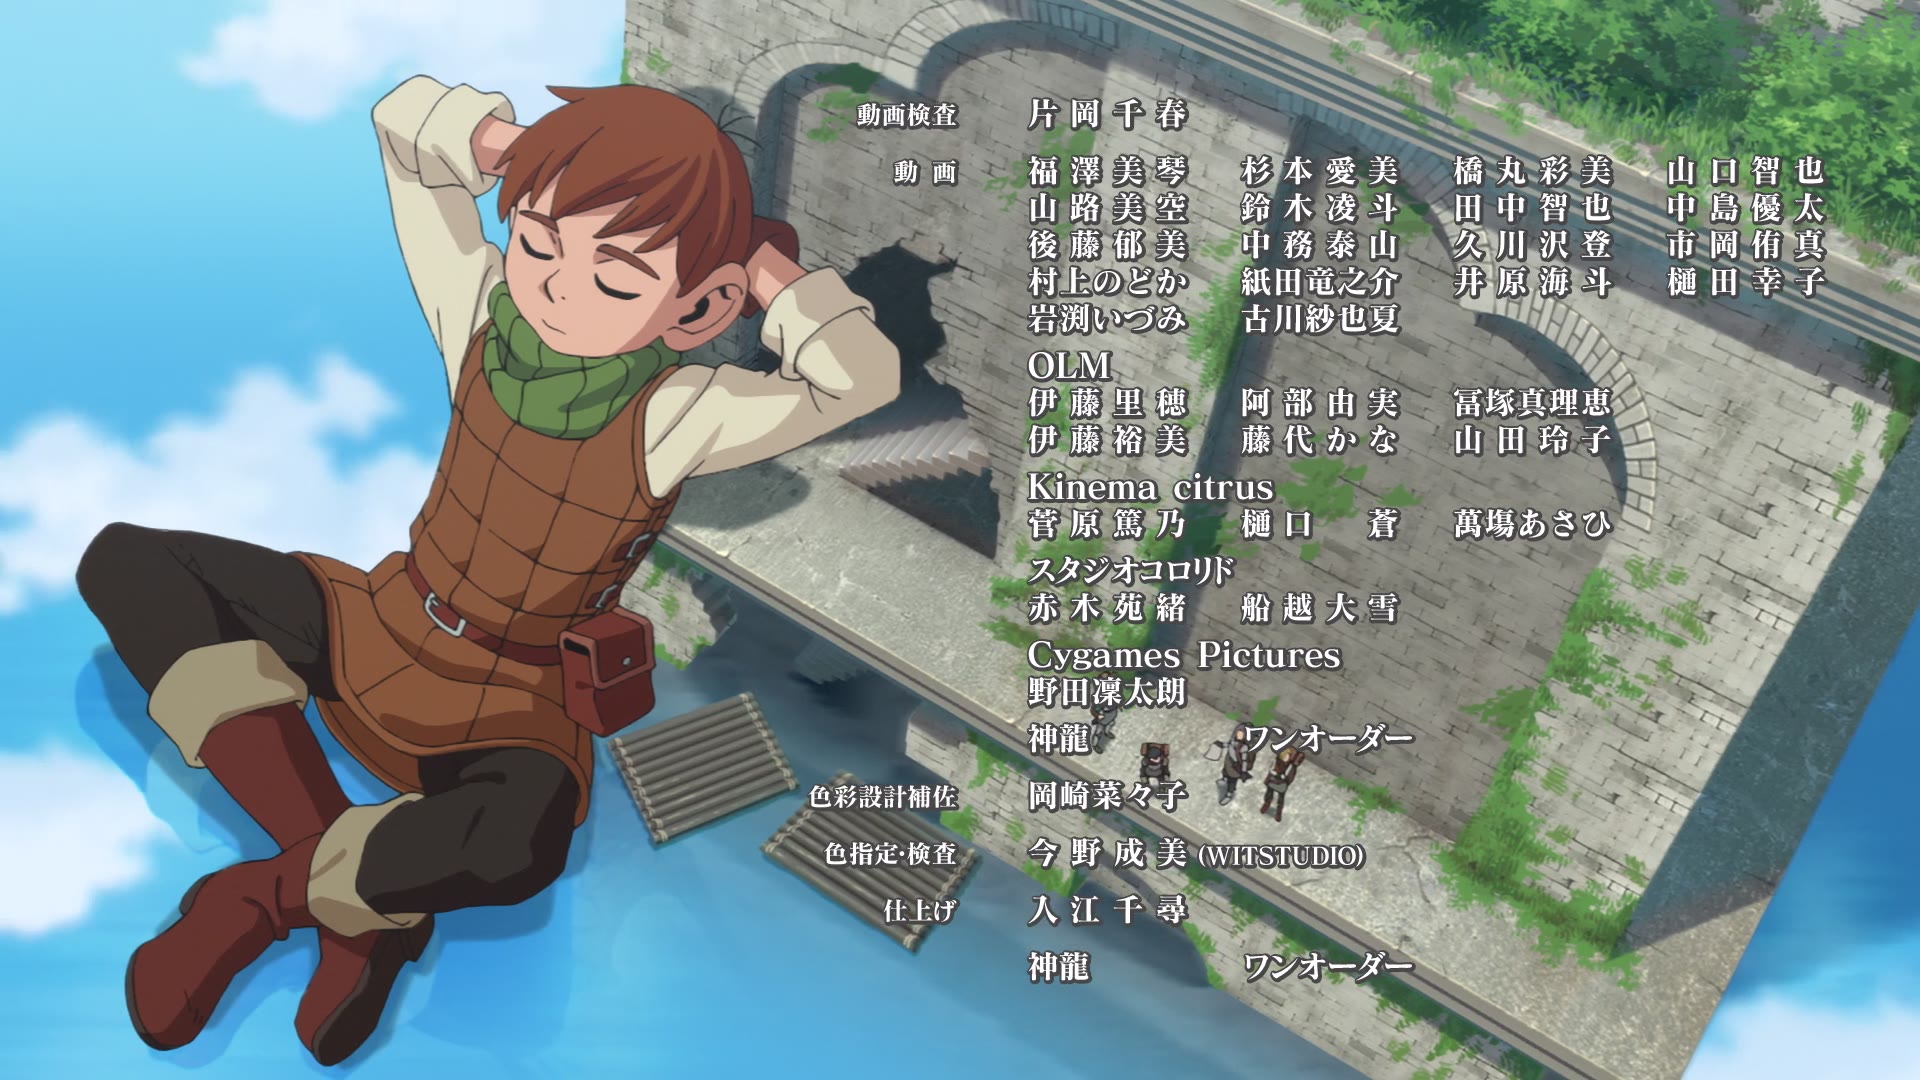 動画検査 片岡千春
動画 福澤美琴 杉本愛美 橋丸彩美 山口智也
山路美空 鈴木凌斗 田中智也 中島優太
後藤郁美 中務泰山 久川沢登 市岡侑真
村上のどか 紙田竜之介 井原海斗 樋田幸子
岩渕いづみ 古川紗也夏
OLM
伊藤里穂 阿部由実 冨塚真理恵
伊藤裕美 藤代かな 山田玲子
Kinema citrus
菅原篤乃 樋口蒼 萬塲あさひ
スタジオコロリド
赤木苑緒 船越大雪
Cygames Pictures
野田凜太朗
神龍 ワンオーダー
色彩設計補佐 岡崎菜々子
色指定・検査 今野成美(WITSTUDIO)
仕上げ 入江千尋
神龍 ワンオーダー